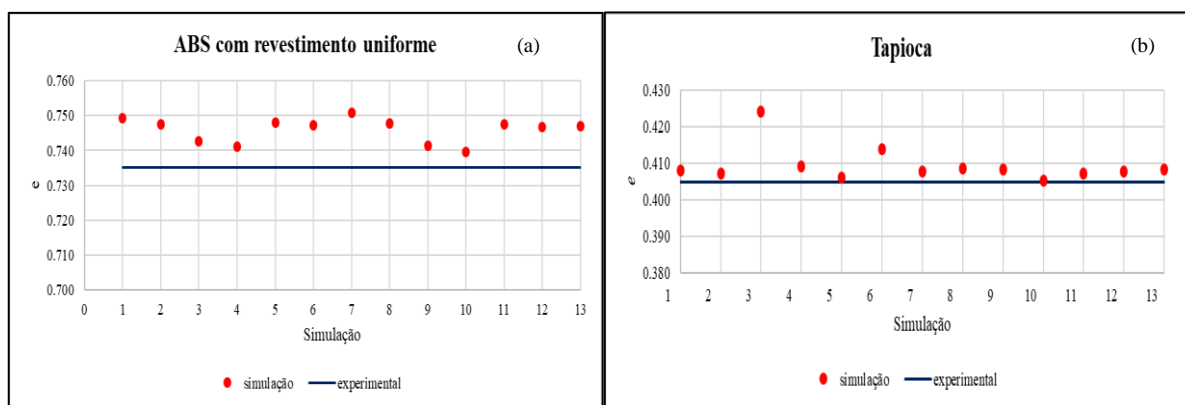 ABS com revestimento uniforme
(a)
0.760
0.750
0.740
0.730
0.720
0.710
0.700
e
0 1 2 3 4 5 6 7 8 9 10 11 12 13
Simulação
simulação experimental
Tapioca
(b)
0.430
0.420
0.410
0.400
0.390
0.380
e
1 2 3 4 5 6 7 8 9 10 11 12 13
Simulação
simulação experimental